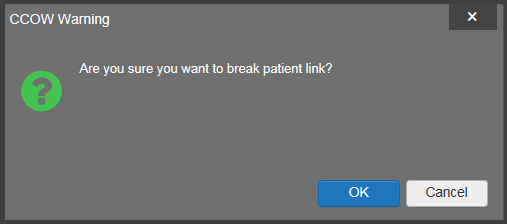 CCOW Warning
Are you sure you want to break patient link?
OK
Cancel